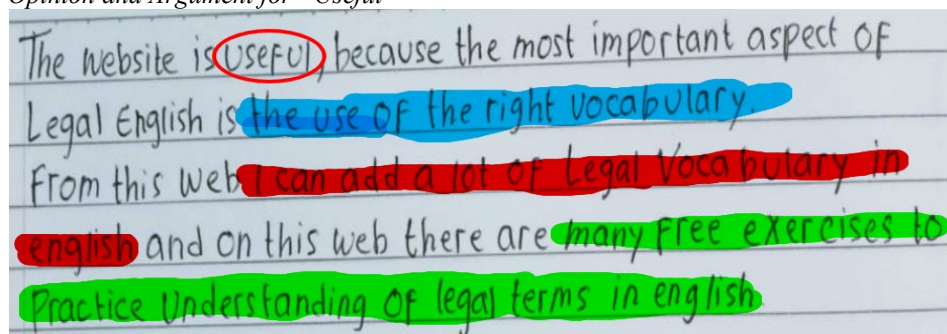 Opinion and Argument for "Useful"
The website is useful, because the most important aspect of
Legal English is the use of the right vocabulary.
From this web I can add a lot of Legal Vocabulary in
english and on this web there are many free exercises to
Practice Understanding of legal terms in english